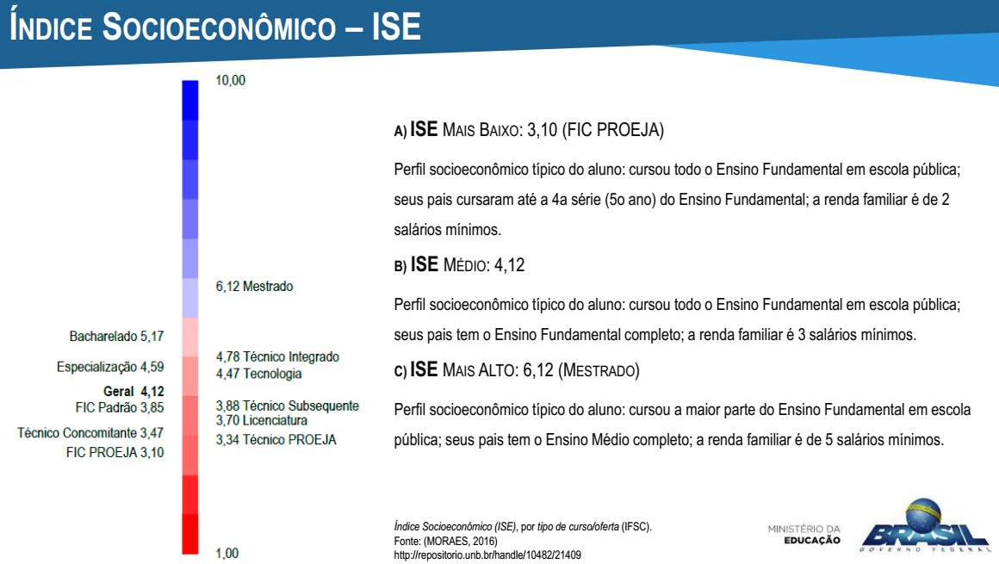 ÍNDICE SOCIOECONÔMICO – ISE
10,00
6,12 Mestrado
Bacharelado 5,17
4,78 Técnico Integrado
Especialização 4,59
4,47 Tecnologia
Geral 4,12
FIC Padrão 3,85
3,88 Técnico Subsequente
3,70 Licenciatura
Técnico Concomitante 3,47
3,34 Técnico PROEJA
FIC PROEJA 3,10
1,00
A) ISE MAIS BAIXO: 3,10 (FIC PROEJA)
Perfil socioeconômico típico do aluno: cursou todo o Ensino Fundamental em escola pública;
seus pais cursaram até a 4a série (5o ano) do Ensino Fundamental; a renda familiar é de 2
salários mínimos.
B) ISE MÉDIO: 4,12
Perfil socioeconômico típico do aluno: cursou todo o Ensino Fundamental em escola pública;
seus pais tem o Ensino Fundamental completo; a renda familiar é 3 salários mínimos.
C) ISE MAIS ALTO: 6,12 (MESTRADO)
Perfil socioeconômico típico do aluno: cursou a maior parte do Ensino Fundamental em escola
pública; seus pais tem o Ensino Médio completo; a renda familiar é de 5 salários mínimos.
Índice Socioeconômico (ISE), por tipo de curso/oferta (IFSC).
Fonte: (MORAES, 2016)
http://repositorio.unb.br/handle/10482/21409
MINISTÉRIO DA
EDUCAÇÃO
BRASIL
GOVERNO FEDERAL